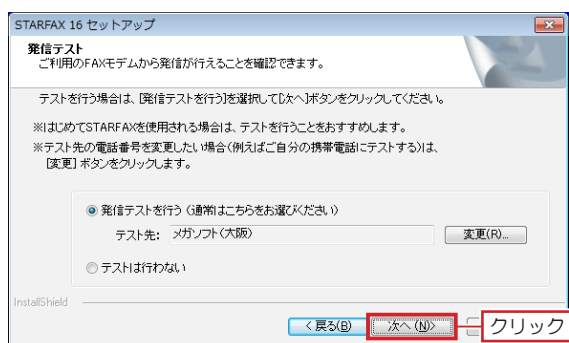 STARFAX 16 セットアップ
発信テスト
ご利用のFAXモデムから発信が行えることを確認できます。
テストを行う場合は、[発信テストを行う]を選択して[次へ]ボタンをクリックしてください。
※はじめてSTARFAXを使用される場合は、テストを行うことをおすすめします。
※テスト先の電話番号を変更したい場合(例えばご自分の携帯電話にテストする)は、
[変更] ボタンをクリックします。
発信テストを行う (通常はこちらをお選びください)
テスト先: メガソフト(大阪) 変更(R)...
テストは行わない
InstallShield
< 戻る(B) 次へ (N)> クリック